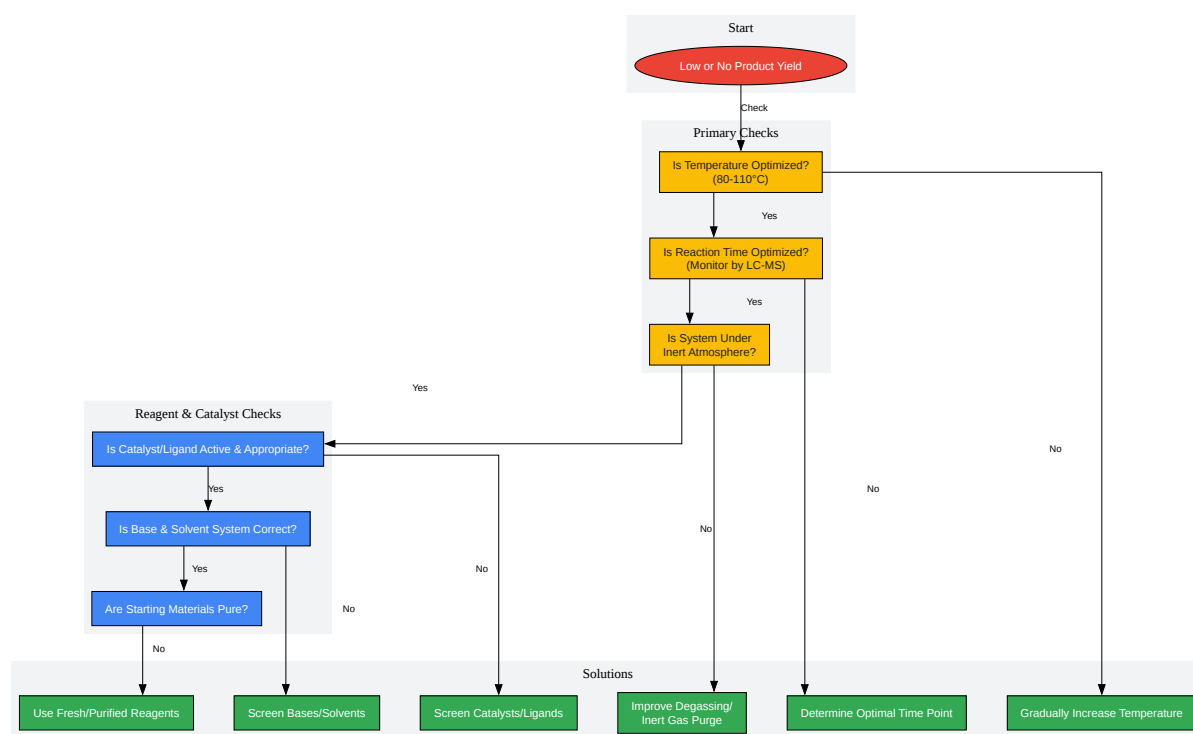 Start
Low or No Product Yield
Check
Primary Checks
Is Temperature Optimized?
(80-110°C)
Yes
Is Reaction Time Optimized?
(Monitor by LC-MS)
Yes
Is System Under
Inert Atmosphere?
Yes
Reagent & Catalyst Checks
Is Catalyst/Ligand Active & Appropriate?
No
Yes
No
Is Base & Solvent System Correct?
No
Yes
No
Are Starting Materials Pure?
No
No
Solutions
Use Fresh/Purified Reagents
Screen Bases/Solvents
Screen Catalysts/Ligands
Improve Degassing/
Inert Gas Purge
Determine Optimal Time Point
Gradually Increase Temperature